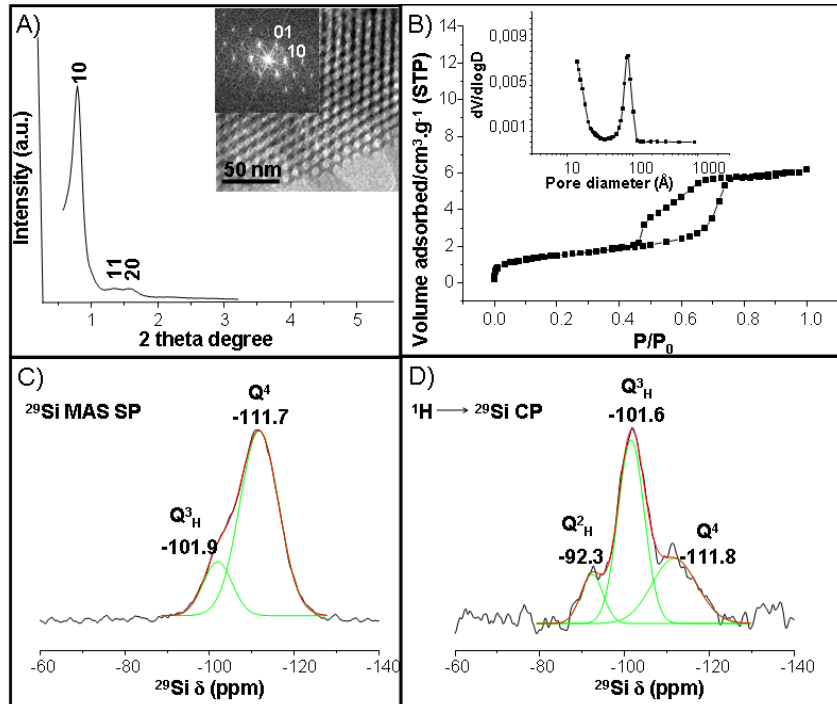 A)
Intensity (a.u.)
10
11
20
01
10
50 nm
1 2 3 4 5
2 theta degree
B)
Volume adsorbed/cm³.g⁻¹ (STP)
16
14
12
10
8
6
4
2
0
0.0 0.2 0.4 0.6 0.8 1.0
P/P₀
dV/dlogD
0,009
0,005
0,001
10 100 1000
Pore diameter (Å)
C)
²⁹Si MAS SP
Q⁴
-111.7
Q³H
-101.9
-60 -80 -100 -120 -140
²⁹Si δ (ppm)
D)
¹H ⟶ ²⁹Si CP
Q³H
-101.6
Q²H
-92.3
Q⁴
-111.8
-60 -80 -100 -120 -140
²⁹Si δ (ppm)